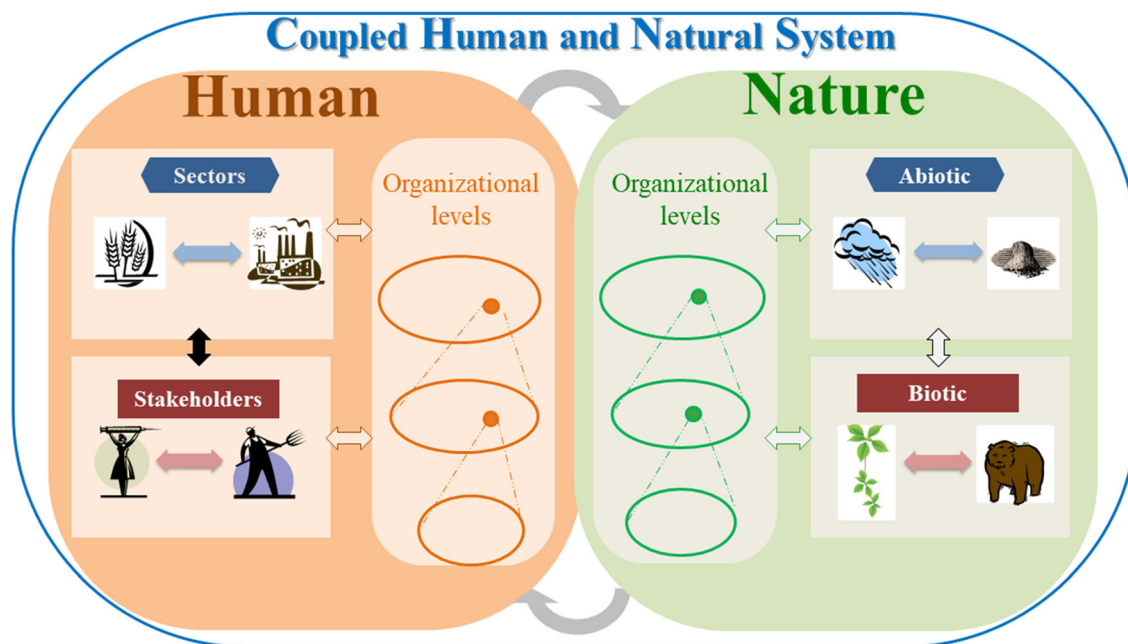 Coupled Human and Natural System
Human
Nature
Sectors
Organizational
levels
Organizational
levels
Abiotic
Stakeholders
Biotic